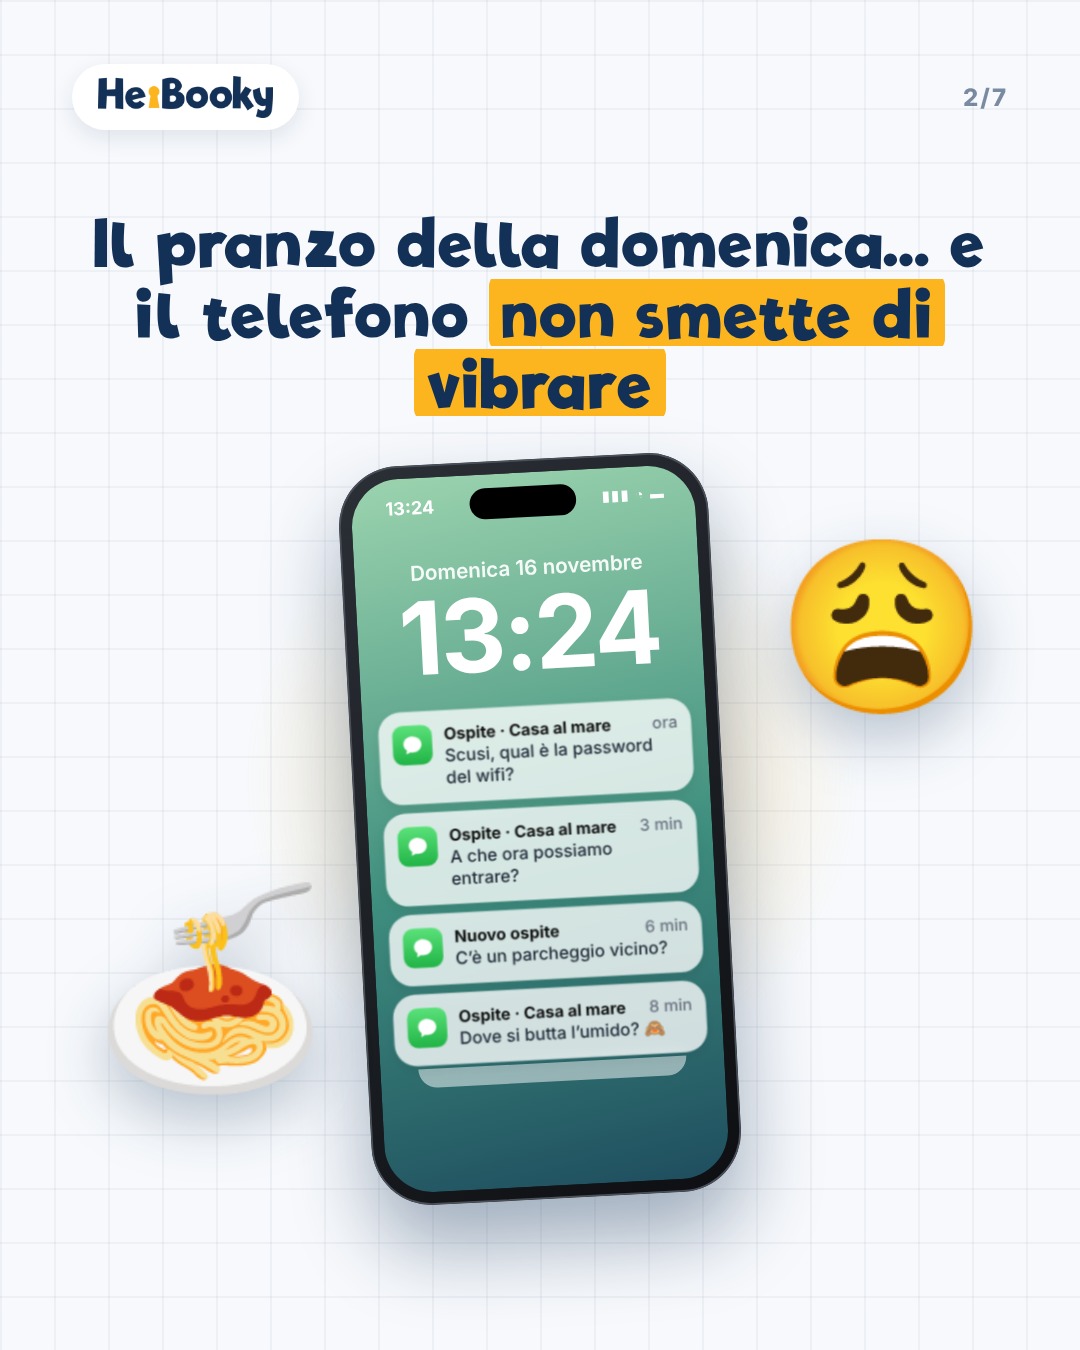 HeiBooky
2/7
Il pranzo della domenica... e
il telefono non smette di
vibrare
13:24
Domenica 16 novembre
13:24
Ospite · Casa al mare ora
Scusi, qual è la password
del wifi?
Ospite · Casa al mare 3 min
A che ora possiamo
entrare?
Nuovo ospite 6 min
C'è un parcheggio vicino?
Ospite · Casa al mare 8 min
Dove si butta l'umido? 🙈